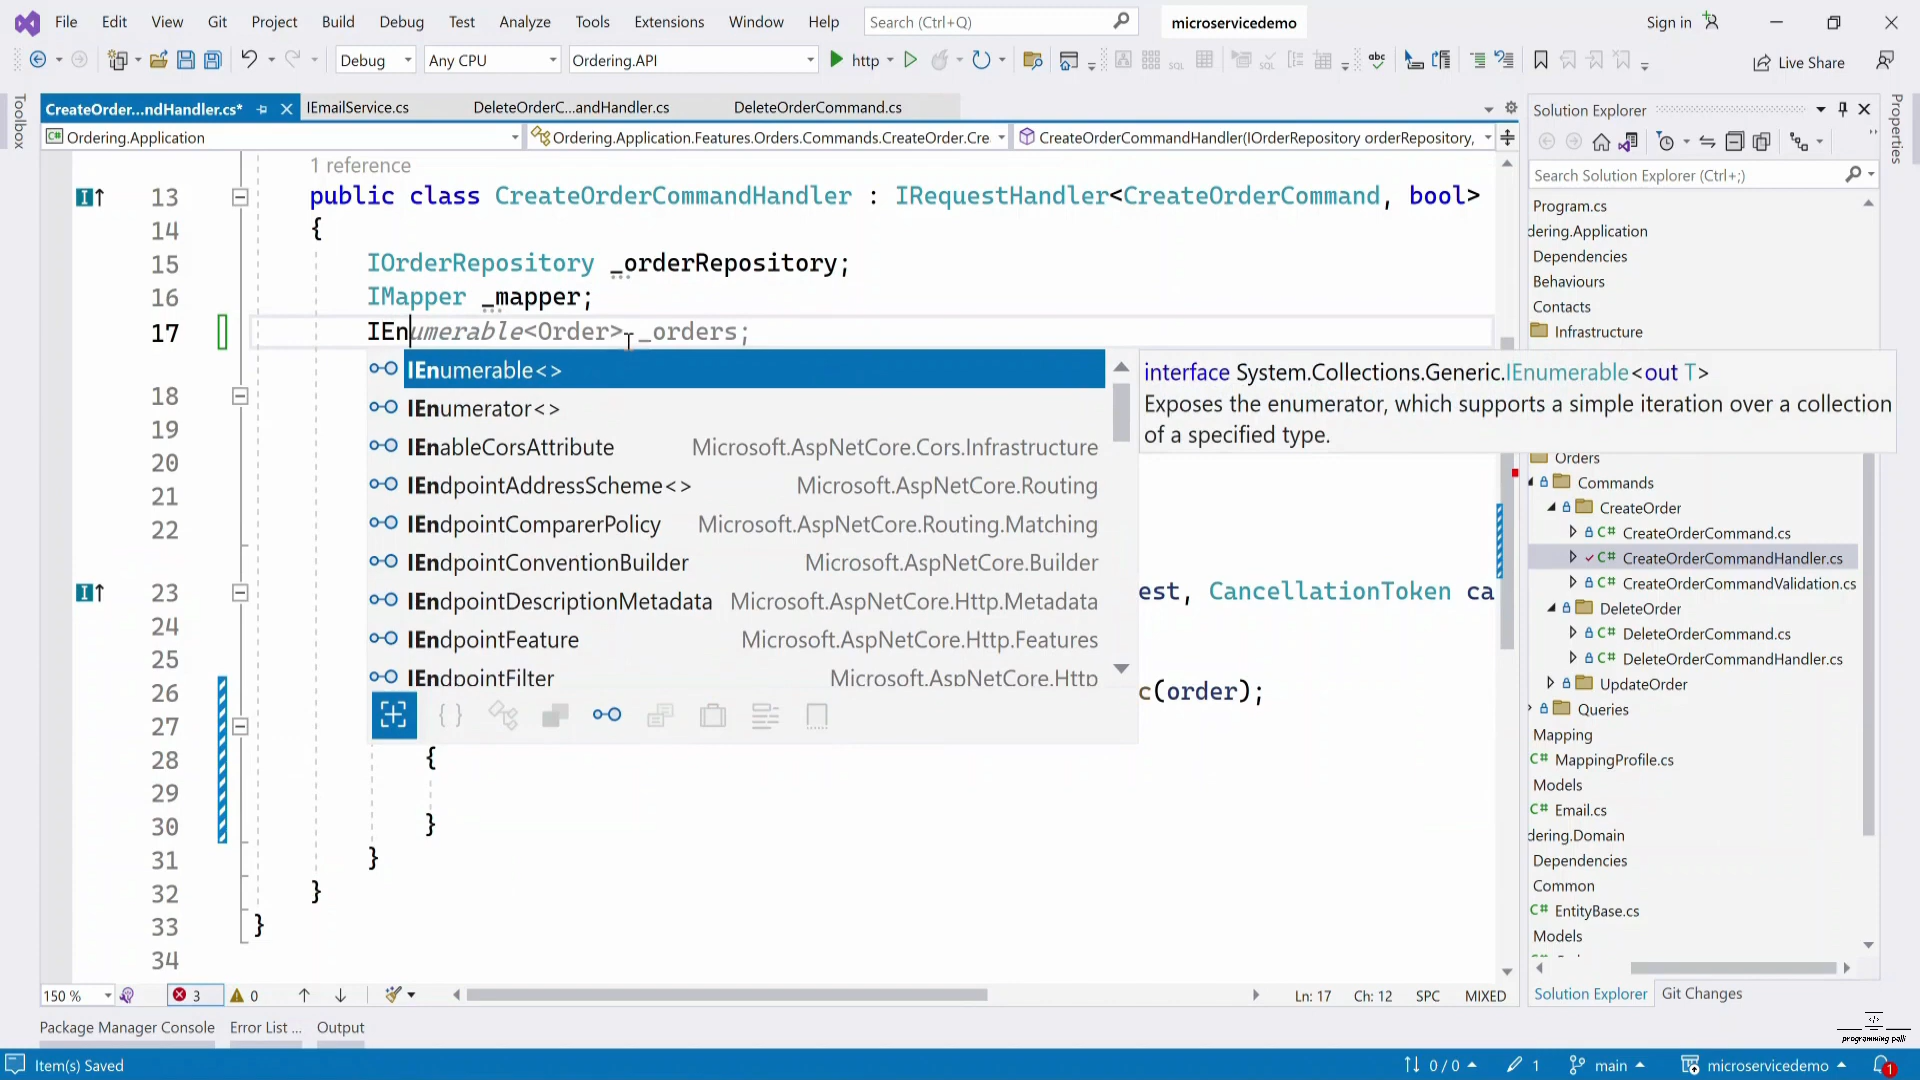 File Edit View Git Project Build Debug Test Analyze Tools Extensions Window Help Search (Ctrl+Q) microservicedemo Sign in
Debug Any CPU Ordering.API http Live Share
Toolbox
CreateOrder...ndHandler.cs* IEmailService.cs DeleteOrderC...andHandler.cs DeleteOrderCommand.cs
Ordering.Application Ordering.Application.Features.Orders.Commands.CreateOrder.Cre CreateOrderCommandHandler(IOrderRepository orderRepository,
1 reference
13 public class CreateOrderCommandHandler : IRequestHandler<CreateOrderCommand, bool>
14 {
15 IOrderRepository _orderRepository;
16 IMapper _mapper;
17 IEnumerable<Order> _orders;
IEnumerable<>
IEnumerator<>
IEnableCorsAttribute Microsoft.AspNetCore.Cors.Infrastructure
IEndpointAddressScheme<> Microsoft.AspNetCore.Routing
IEndpointComparerPolicy Microsoft.AspNetCore.Routing.Matching
IEndpointConventionBuilder Microsoft.AspNetCore.Builder
IEndpointDescriptionMetadata Microsoft.AspNetCore.Http.Metadata
IEndpointFeature Microsoft.AspNetCore.Http.Features
IEndpointFilter Microsoft.AspNetCore.Http
interface System.Collections.Generic.IEnumerable<out T>
Exposes the enumerator, which supports a simple iteration over a collection
of a specified type.
18
19
20
21
22
23 est, CancellationToken ca
24
25
26 c(order);
27
28 {
29
30 }
31 }
32 }
33 }
34
150 % 3 0 Ln: 17 Ch: 12 SPC MIXED
Solution Explorer
Properties
Search Solution Explorer (Ctrl+;)
Program.cs
dering.Application
Dependencies
Behaviours
Contacts
Infrastructure
Orders
Commands
CreateOrder
C# CreateOrderCommand.cs
C# CreateOrderCommandHandler.cs
C# CreateOrderCommandValidation.cs
DeleteOrder
C# DeleteOrderCommand.cs
C# DeleteOrderCommandHandler.cs
UpdateOrder
Queries
Mapping
C# MappingProfile.cs
Models
C# Email.cs
dering.Domain
Dependencies
Common
C# EntityBase.cs
Models
Solution Explorer Git Changes
Package Manager Console Error List ... Output
programming palli
Item(s) Saved 0 / 0 1 main microservicedemo 1